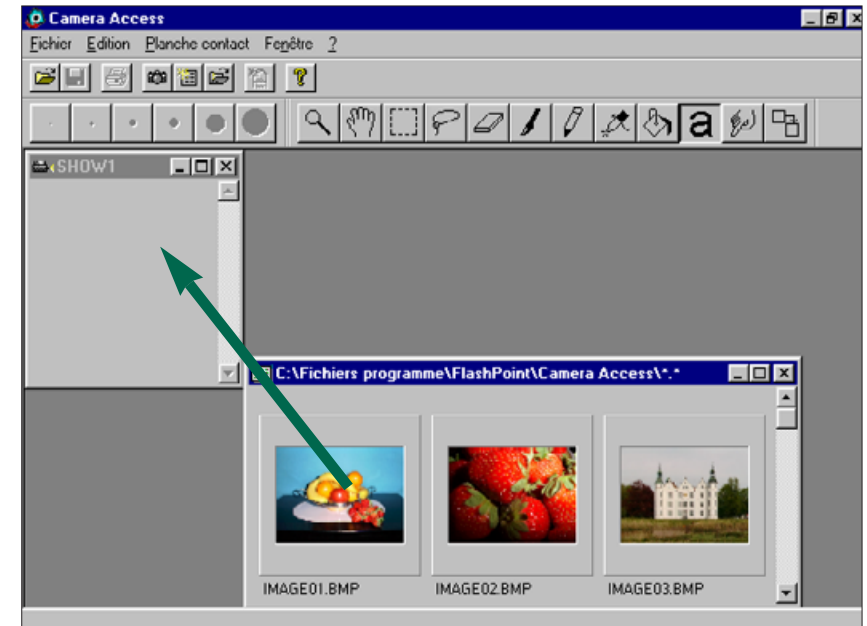 Camera Access
Fichier Edition Planche contact Fenêtre ?
a
SHOW1
C:\Fichiers programme\FlashPoint\Camera Access\*.*
IMAGE01.BMP IMAGE02.BMP IMAGE03.BMP